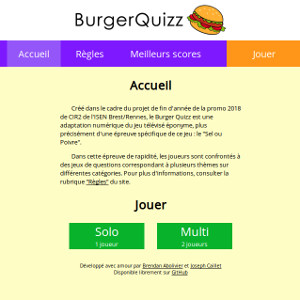 BurgerQuizz
Accueil Règles Meilleurs scores Jouer
Accueil
Créé dans le cadre du projet de fin d'année de la promo 2018
de CIR2 de l'ISEN Brest/Rennes, le Burger Quizz est une
adaptation numérique du jeu télévisé éponyme, plus
précisément d'une épreuve spécifique de ce jeu : le "Sel ou
Poivre".
Dans cette épreuve de rapidité, les joueurs sont confrontés à
des jeux de questions correspondant à plusieurs thèmes sur
différentes catégories. Pour plus d'informations, consulter la
rubrique "Règles" du site.
Jouer
Solo Multi
1 joueur 2 joueurs
Développé avec amour par Brendan Abolivier et Joseph Caillet
Disponible librement sur GitHub